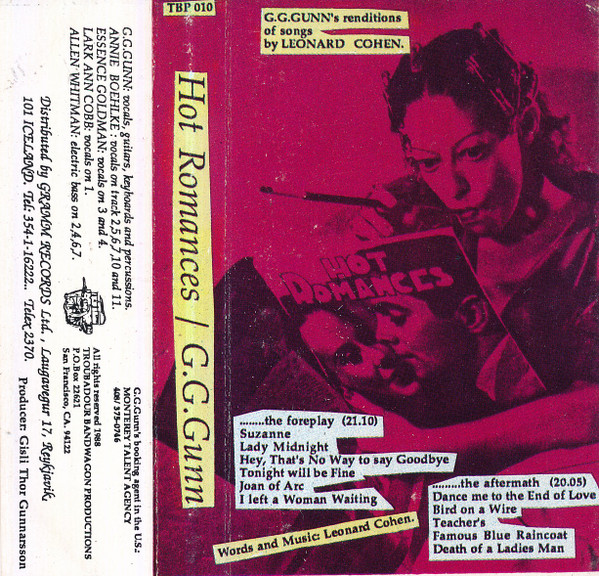 TBP 010
G.G.GUNN's renditions
of songs
by LEONARD COHEN.
HOT
ROMANCES
........the foreplay (21.10)
Suzanne
Lady Midnight
Hey, That's No Way to say Goodbye
Tonight will be Fine
Joan of Arc
I left a Woman Waiting
........the aftermath (20.05)
Dance me to the End of Love
Bird on a Wire
Teacher's
Famous Blue Raincoat
Death of a Ladies Man
Words and Music: Leonard Cohen.
Hot Romances / G.G.Gunn
G.G.GUNN: vocals, guitars, keyboards and percussions.
ANNIE BOEHLKE: vocals on track 2,5,6,7,10 and 11.
ESSENCE GOLDMAN: vocals on 3 and 4.
LARK ANN COBB: vocals on 1.
ALLEN WHITMAN: electric bass on 2,4,6,7.
G.G.Gunn's booking agent in the U.S.:
MONTEREY TALENT AGENCY
408/ 375-0746
All rights reserved 1988
TROUBADOUR BAND WAGON PRODUCTIONS
P.O.Box 22621
San Francisco, CA. 94122
Distributed by GRAMM RECORDS Ltd., Laugavegur 17, Reykjavik,
101 ICELAND. Tel: 354-1-16222.. Telex 2370.
Producer: Gisli Thor Gunnarsson